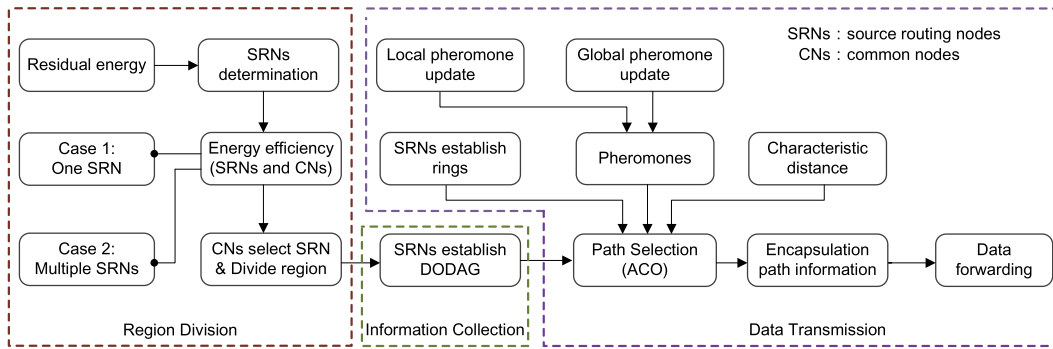 Residual energy
SRNs
determination
Case 1:
One SRN
Energy efficiency
(SRNs and CNs)
Case 2:
Multiple SRNs
CNs select SRN
& Divide region
Region Division
SRNs establish
DODAG
Information Collection
Local pheromone
update
Global pheromone
update
SRNs : source routing nodes
CNs : common nodes
SRNs establish
rings
Pheromones
Characteristic
distance
Path Selection
(ACO)
Encapsulation
path information
Data
forwarding
Data Transmission